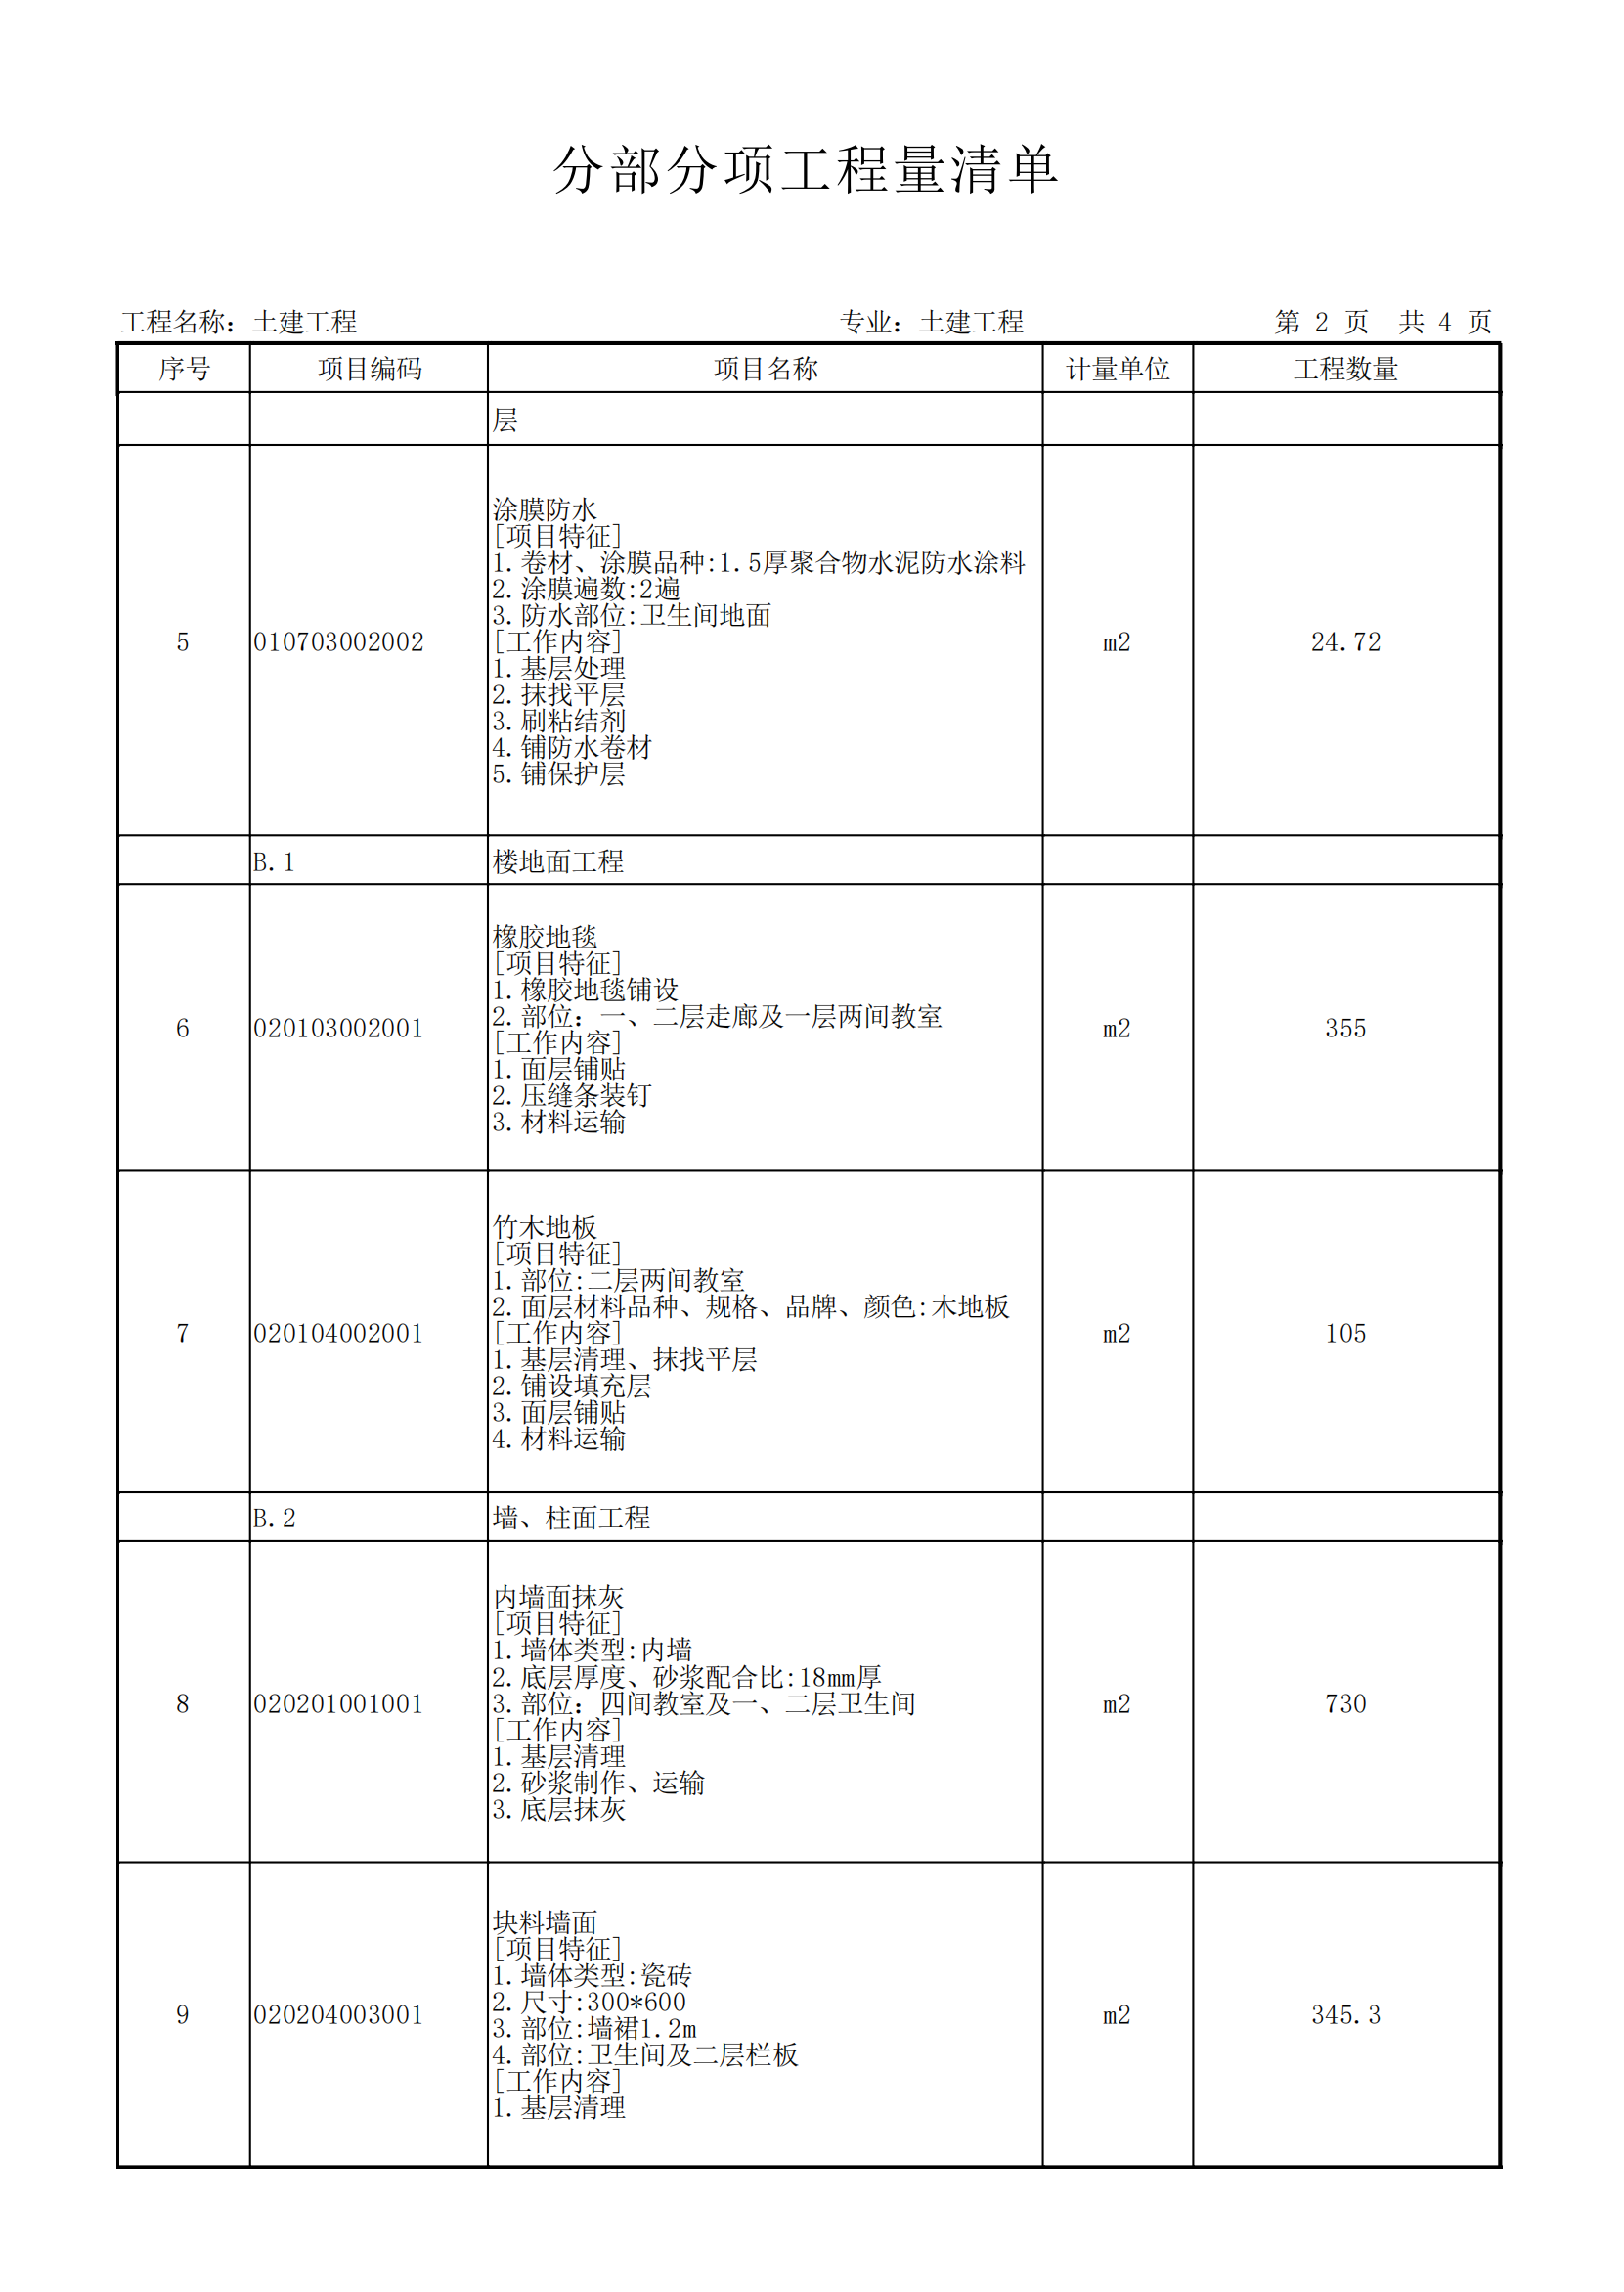 分部分项工程量清单
工程名称：土建工程 专业：土建工程 第 2 页 共 4 页
序号 项目编码 项目名称 计量单位 工程数量
层
涂膜防水
[项目特征]
1.卷材、涂膜品种:1.5厚聚合物水泥防水涂料
2.涂膜遍数:2遍
3.防水部位:卫生间地面
5 010703002002 [工作内容] m2 24.72
1.基层处理
2.抹找平层
3.刷粘结剂
4.铺防水卷材
5.铺保护层
B.1 楼地面工程
橡胶地毯
[项目特征]
1.橡胶地毯铺设
2.部位：一、二层走廊及一层两间教室
6 020103002001 [工作内容] m2 355
1.面层铺贴
2.压缝条装钉
3.材料运输
竹木地板
[项目特征]
1.部位:二层两间教室
2.面层材料品种、规格、品牌、颜色:木地板
7 020104002001 [工作内容] m2 105
1.基层清理、抹找平层
2.铺设填充层
3.面层铺贴
4.材料运输
B.2 墙、柱面工程
内墙面抹灰
[项目特征]
1.墙体类型:内墙
2.底层厚度、砂浆配合比:18mm厚
8 020201001001 3.部位：四间教室及一、二层卫生间 m2 730
[工作内容]
1.基层清理
2.砂浆制作、运输
3.底层抹灰
块料墙面
[项目特征]
1.墙体类型:瓷砖
2.尺寸:300*600
9 020204003001 3.部位:墙裙1.2m m2 345.3
4.部位:卫生间及二层栏板
[工作内容]
1.基层清理